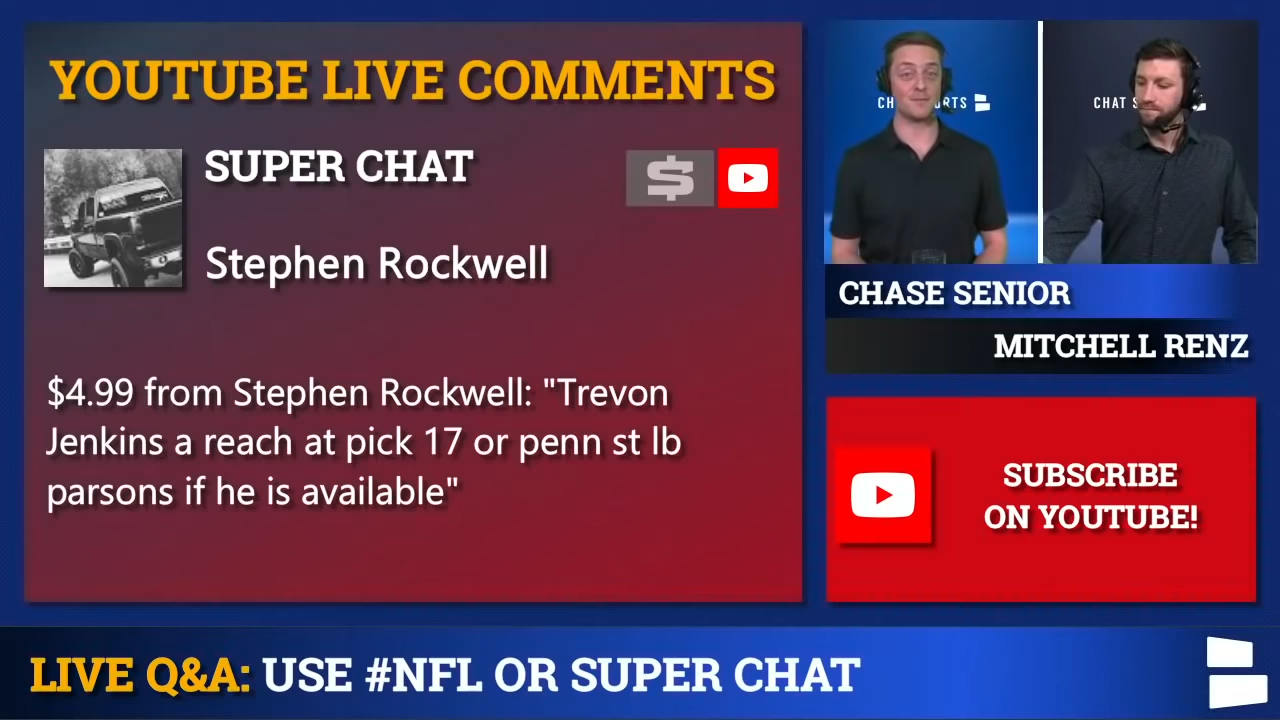 YOUTUBE LIVE COMMENTS
SUPER CHAT
Stephen Rockwell
$4.99 from Stephen Rockwell: "Trevon
Jenkins a reach at pick 17 or penn st lb
parsons if he is available"
CHASE SENIOR
MITCHELL RENZ
SUBSCRIBE
ON YOUTUBE!
LIVE Q&A: USE #NFL OR SUPER CHAT